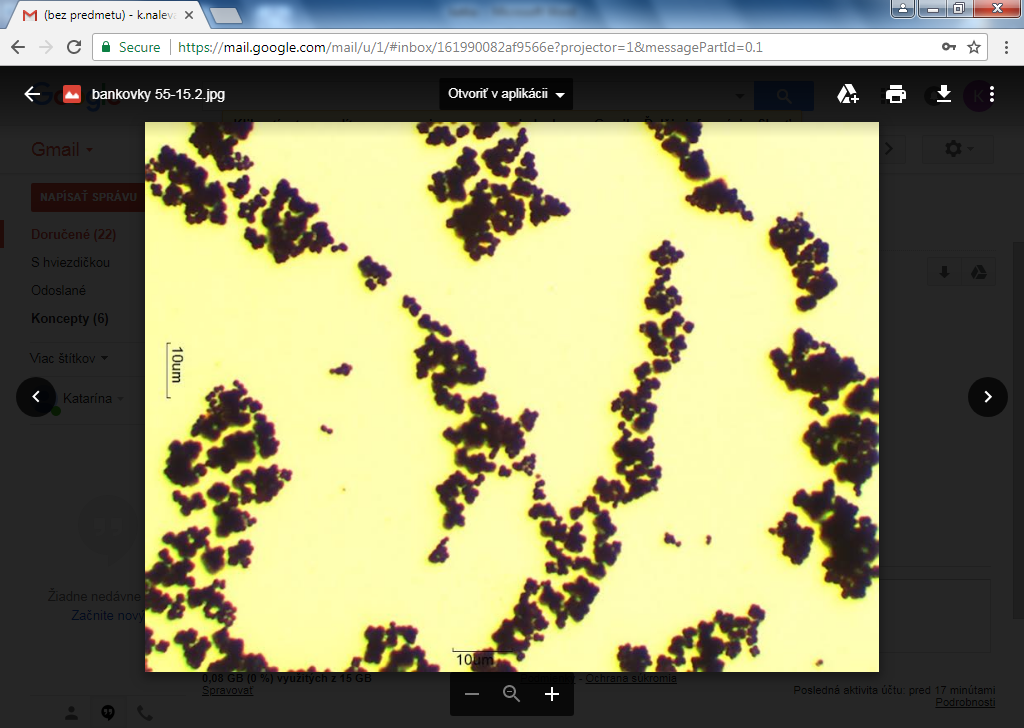 (bez predmetu) - k.naleva
Secure
https://mail.google.com/mail/u/1/#inbox/161990082af9566e?projector=1&messagePartId=0.1
bankovky 55-15.2.jpg
Otvoriť v aplikácii
Gmail
NAPÍSAŤ SPRÁVU
Doručené (22)
S hviezdičkou
Odoslané
Koncepty (6)
Viac štítkov
Katarína
10um
10um
Žiadne nedávne
Začnite nový
0,08 GB (0 %) využitých z 15 GB
Spravovať
Ochrana súkromia
Posledná aktivita účtu: pred 17 minútami
Podrobnosti